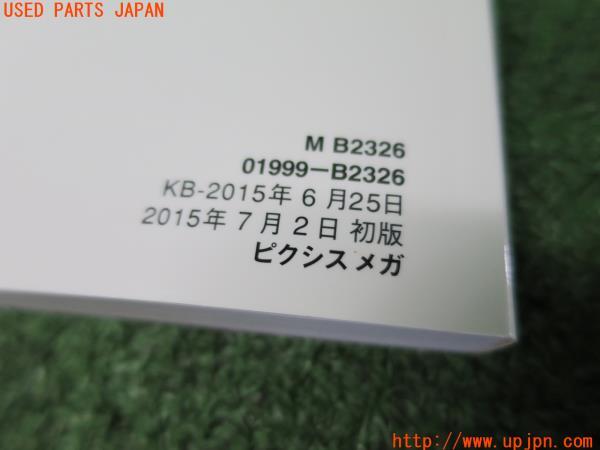 USED PARTS JAPAN
M B2326
01999−B2326
KB-2015年 6 月25日
2015年 7 月 2 日 初版
ピクシス メガ
http://www.upjpn.com/